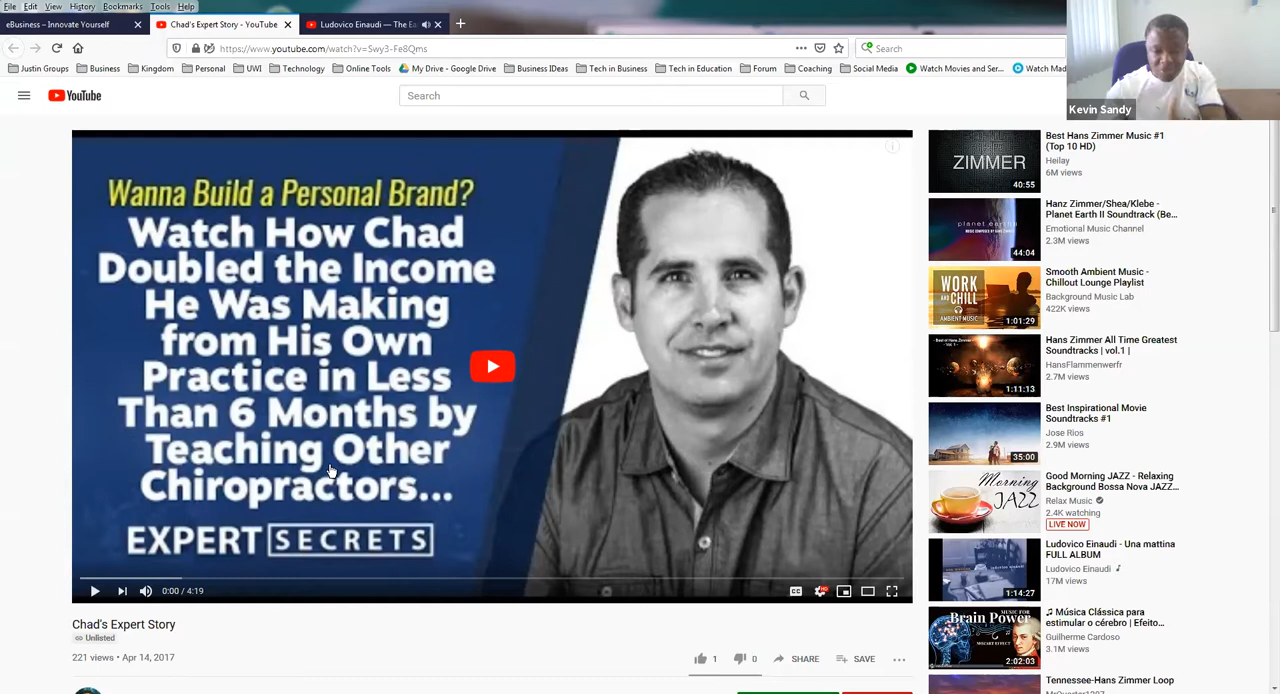 File Edit View History Bookmarks Tools Help
eBusiness – Innovate Yourself
Chad's Expert Story - YouTube
Ludovico Einaudi — The Ea
https://www.youtube.com/watch?v=5wy3-Fe8Qms
Search
Justin Groups Business Kingdom Personal UWI Technology Online Tools My Drive - Google Drive Business IDeas Tech in Business Tech in Education Forum Coaching Social Media Watch Movies and Ser... Watch Mad
Kevin Sandy
YouTube
Search
Wanna Build a Personal Brand?
Watch How Chad
Doubled the Income
He Was Making
from His Own
Practice in Less
Than 6 Months by
Teaching Other
Chiropractors...
EXPERT SECRETS
0:00 / 4:19
CC
HD
Chad's Expert Story
Unlisted
221 views • Apr 14, 2017
1 0 SHARE SAVE
ZIMMER
40:55
Best Hans Zimmer Music #1
(Top 10 HD)
Heilay
6M views
planet earth
44:04
Hanz Zimmer/Shea/Klebe -
Planet Earth II Soundtrack (Be...
Emotional Music Channel
2.3M views
WORK
AND CHILL
AMBIENT MUSIC
1:01:29
Smooth Ambient Music -
Chillout Lounge Playlist
Background Music Lab
422K views
1:11:13
Hans Zimmer All Time Greatest
Soundtracks | vol.1 |
HansFlammenwerfr
2.7M views
35:00
Best Inspirational Movie
Soundtracks #1
Jose Rios
2.9M views
Morning
JAZZ
Good Morning JAZZ - Relaxing
Background Bossa Nova JAZZ...
Relax Music
2.4K watching
LIVE NOW
1:14:27
Ludovico Einaudi - Una mattina
FULL ALBUM
Ludovico Einaudi
17M views
MUSIC FOR
Brain Power
MOZART EFFECT
2:02:03
♫ Música Clássica para
estimular o cérebro | Efeito...
Guilherme Cardoso
3.1M views
Tennessee-Hans Zimmer Loop